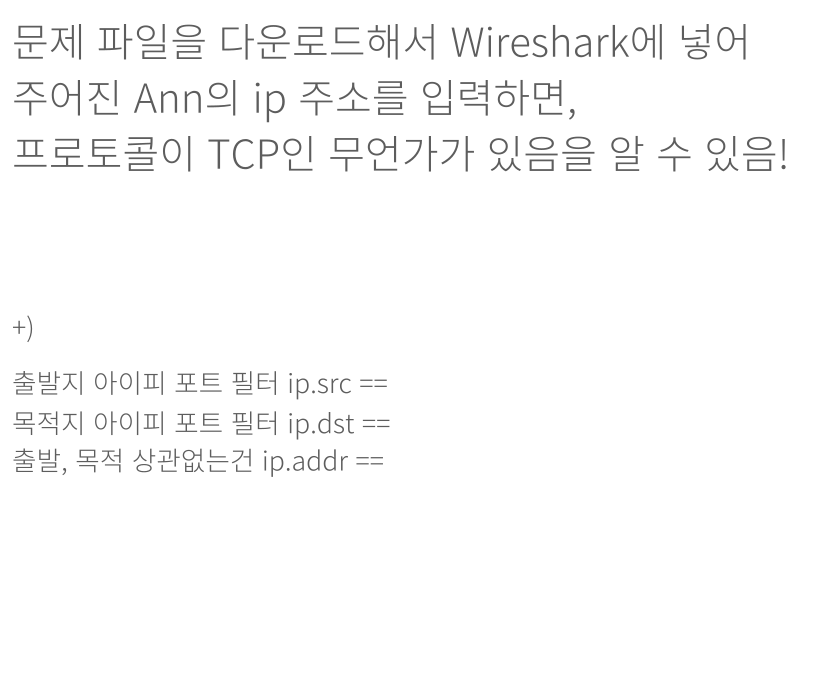 문제 파일을 다운로드해서 Wireshark에 넣어
주어진 Ann의 ip 주소를 입력하면,
프로토콜이 TCP인 무언가가 있음을 알 수 있음!
+)
출발지 아이피 포트 필터 ip.src ==
목적지 아이피 포트 필터 ip.dst ==
출발, 목적 상관없는건 ip.addr ==